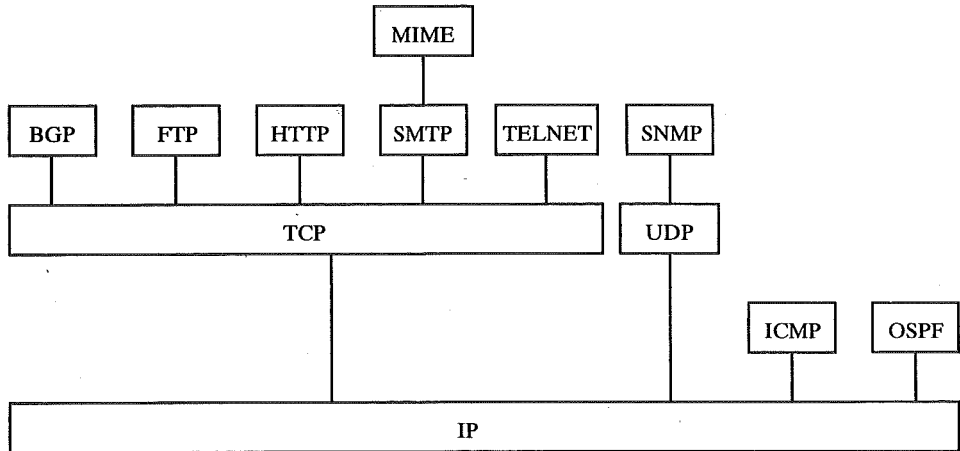 MIME
BGP FTP HTTP SMTP TELNET SNMP
TCP UDP
ICMP OSPF
IP